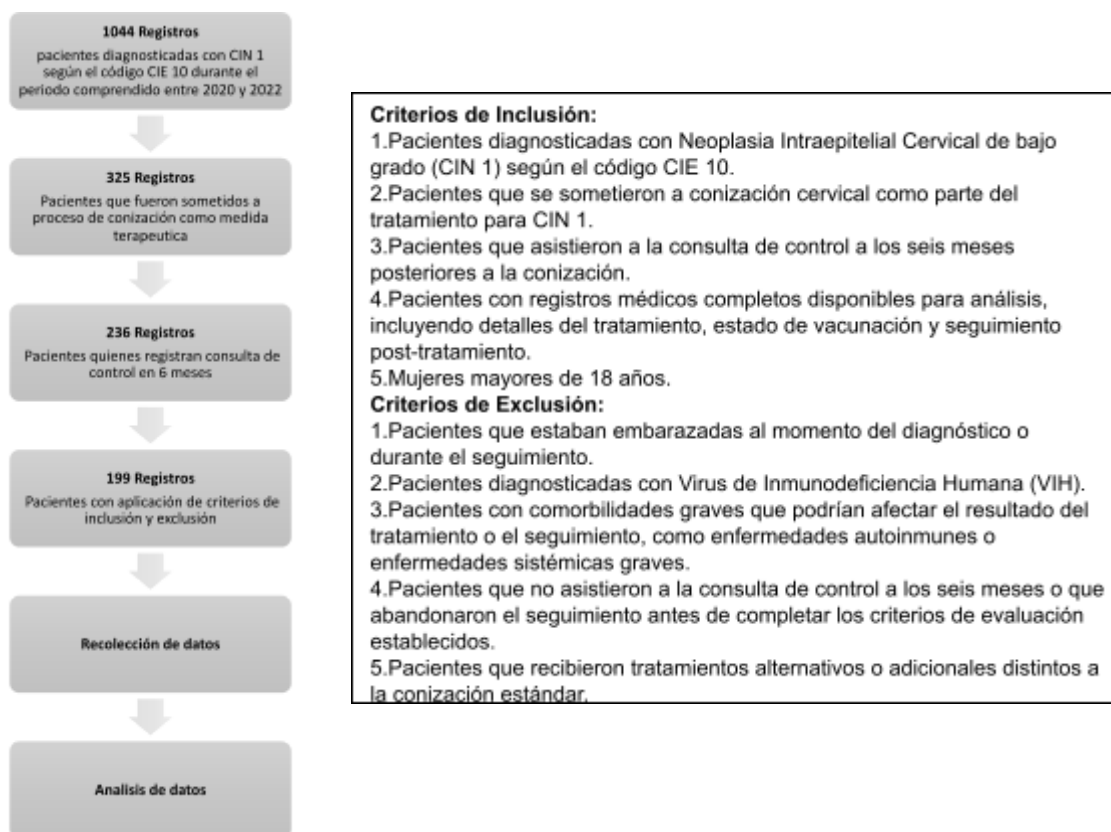 1044 Registros
pacientes diagnosticadas con CIN 1
según el código CIE 10 durante el
periodo comprendido entre 2020 y 2022
325 Registros
Pacientes que fueron sometidos a
proceso de conización como medida
terapeutica
236 Registros
Pacientes quienes registran consulta de
control en 6 meses
199 Registros
Pacientes con aplicación de criterios de
inclusión y exclusión
Recolección de datos
Analisis de datos
Criterios de Inclusión:
1.Pacientes diagnosticadas con Neoplasia Intraepitelial Cervical de bajo
grado (CIN 1) según el código CIE 10.
2.Pacientes que se sometieron a conización cervical como parte del
tratamiento para CIN 1.
3.Pacientes que asistieron a la consulta de control a los seis meses
posteriores a la conización.
4.Pacientes con registros médicos completos disponibles para análisis,
incluyendo detalles del tratamiento, estado de vacunación y seguimiento
post-tratamiento.
5.Mujeres mayores de 18 años.
Criterios de Exclusión:
1.Pacientes que estaban embarazadas al momento del diagnóstico o
durante el seguimiento.
2.Pacientes diagnosticadas con Virus de Inmunodeficiencia Humana (VIH).
3.Pacientes con comorbilidades graves que podrían afectar el resultado del
tratamiento o el seguimiento, como enfermedades autoinmunes o
enfermedades sistémicas graves.
4.Pacientes que no asistieron a la consulta de control a los seis meses o que
abandonaron el seguimiento antes de completar los criterios de evaluación
establecidos.
5.Pacientes que recibieron tratamientos alternativos o adicionales distintos a
la conización estándar.